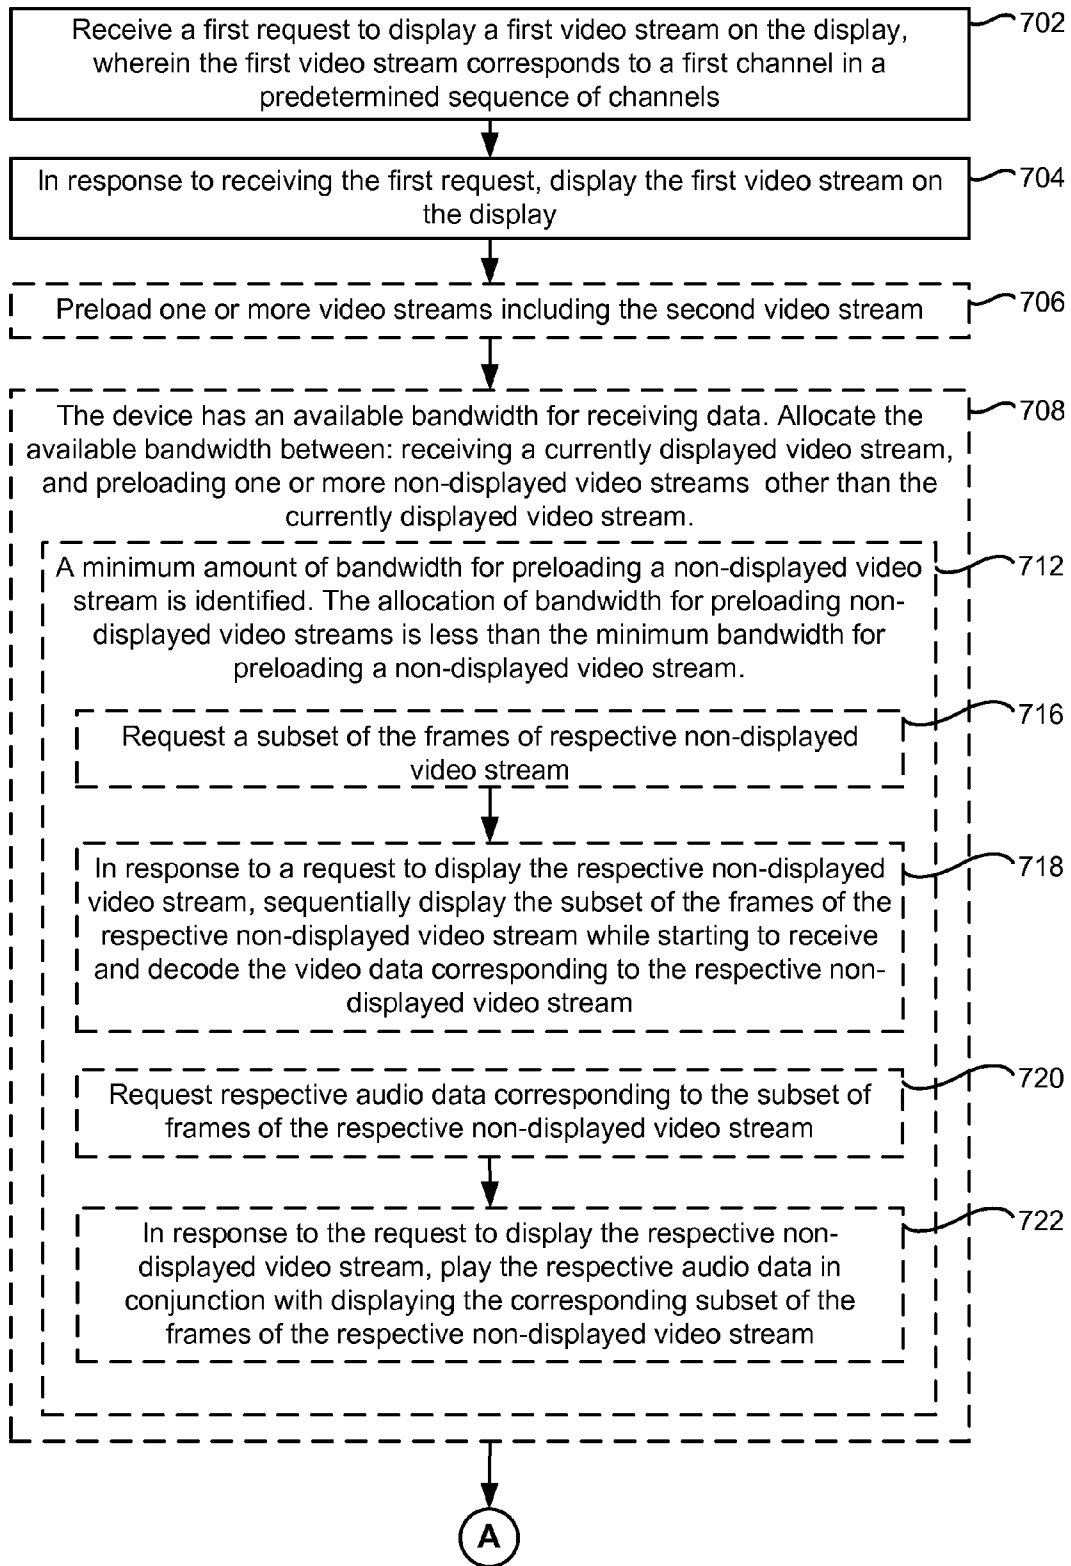 Receive a first request to display a first video stream on the display,
wherein the first video stream corresponds to a first channel in a
predetermined sequence of channels
702
In response to receiving the first request, display the first video stream on
the display
704
Preload one or more video streams including the second video stream
706
The device has an available bandwidth for receiving data. Allocate the
available bandwidth between: receiving a currently displayed video stream,
and preloading one or more non-displayed video streams other than the
currently displayed video stream.
708
A minimum amount of bandwidth for preloading a non-displayed video
stream is identified. The allocation of bandwidth for preloading non-
displayed video streams is less than the minimum bandwidth for
preloading a non-displayed video stream.
712
Request a subset of the frames of respective non-displayed
video stream
716
In response to a request to display the respective non-displayed
video stream, sequentially display the subset of the frames of the
respective non-displayed video stream while starting to receive
and decode the video data corresponding to the respective non-
displayed video stream
718
Request respective audio data corresponding to the subset of
frames of the respective non-displayed video stream
720
In response to the request to display the respective non-
displayed video stream, play the respective audio data in
conjunction with displaying the corresponding subset of the
frames of the respective non-displayed video stream
722
A